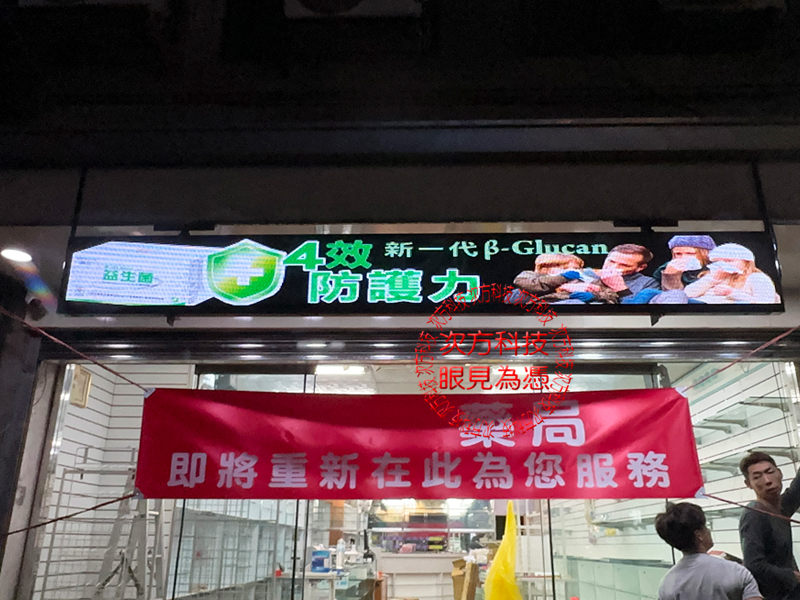 4效 新一代 β-Glucan
防護力
益生菌
次方科技
眼見為憑
藥局
即將重新在此為您服務